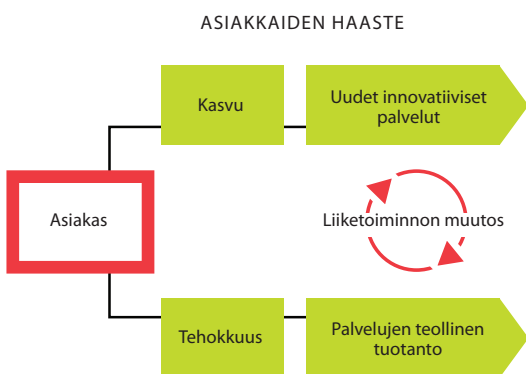 ASIAKKAIDEN HAASTE
Kasvu
Uudet innovatiiviset
palvelut
Asiakas
Liiketoiminnon muutos
Tehokkuus
Palvelujen teollinen
tuotanto